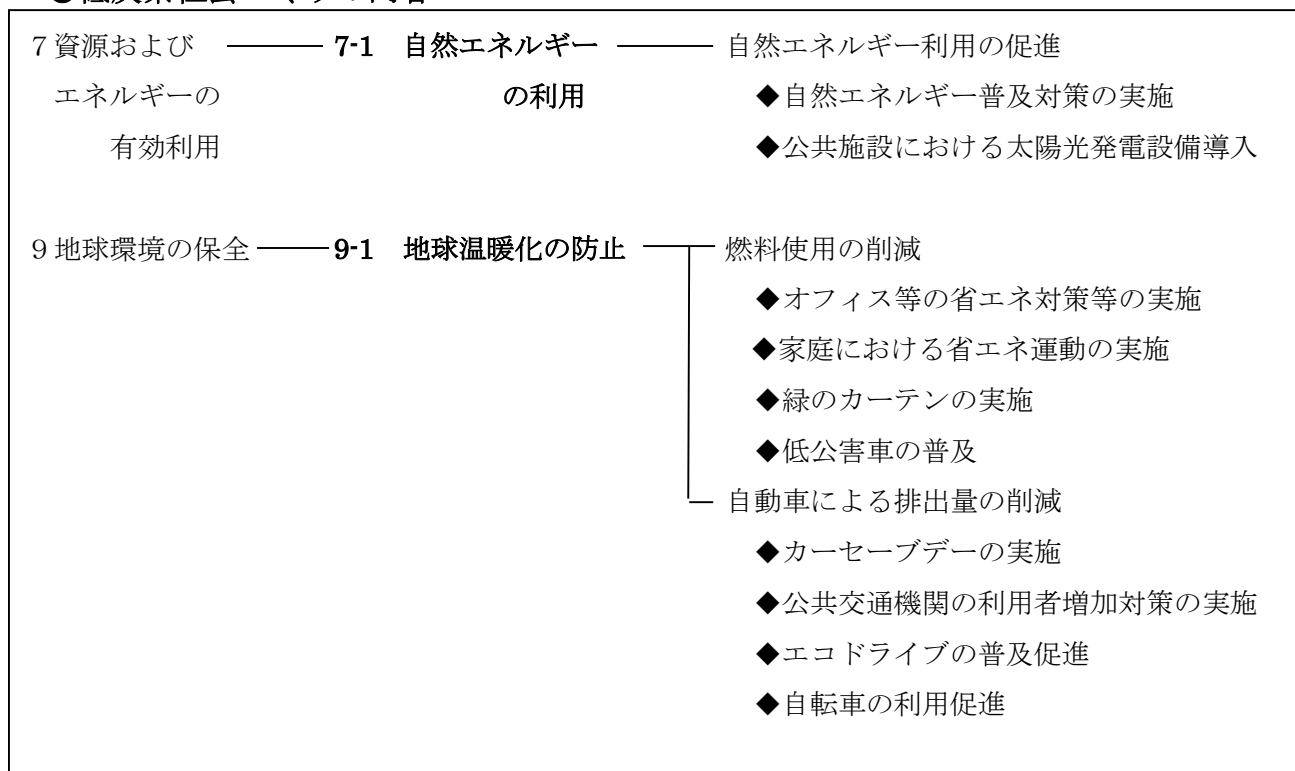 7資源および 7-1 自然エネルギー 自然エネルギー利用の促進
エネルギーの の利用 ◆自然エネルギー普及対策の実施
有効利用 ◆公共施設における太陽光発電設備導入
9地球環境の保全 9-1 地球温暖化の防止 燃料使用の削減
◆オフィス等の省エネ対策等の実施
◆家庭における省エネ運動の実施
◆緑のカーテンの実施
◆低公害車の普及
自動車による排出量の削減
◆カーセーブデーの実施
◆公共交通機関の利用者増加対策の実施
◆エコドライブの普及促進
◆自転車の利用促進